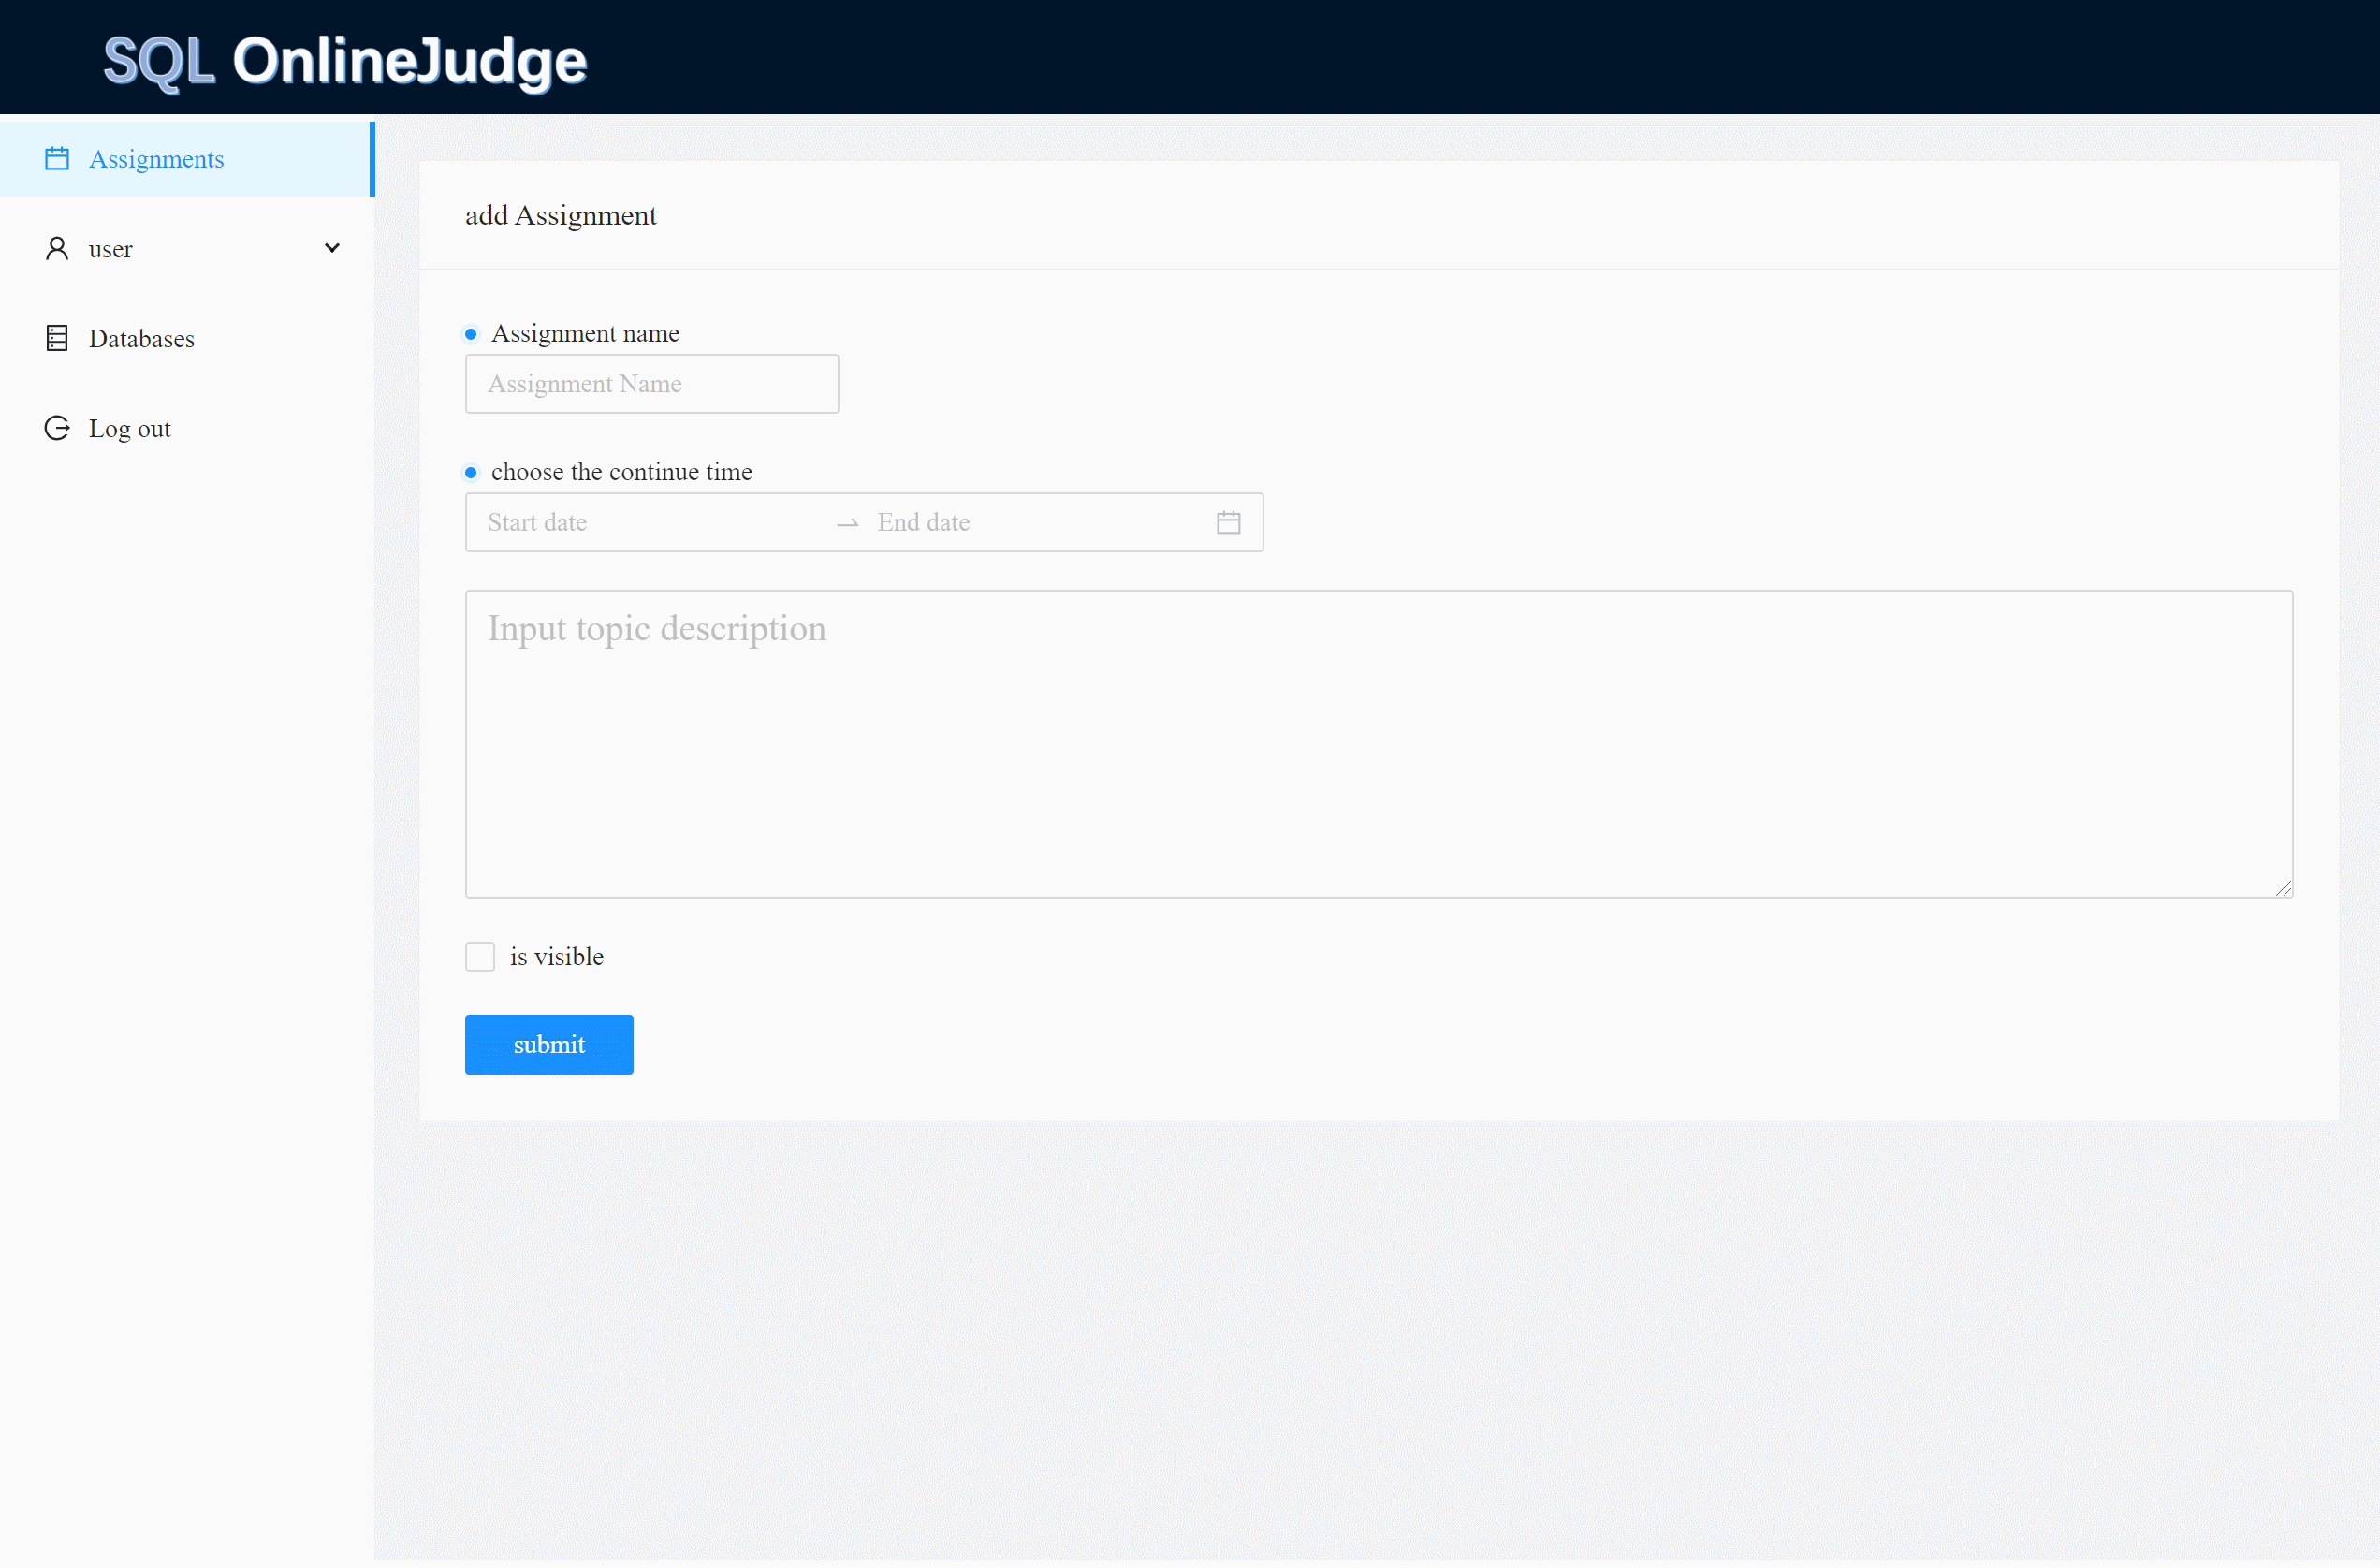 SQL OnlineJudge
Assignments
user
Databases
Log out
add Assignment
Assignment name
Assignment Name
choose the continue time
Start date
End date
Input topic description
is visible
submit